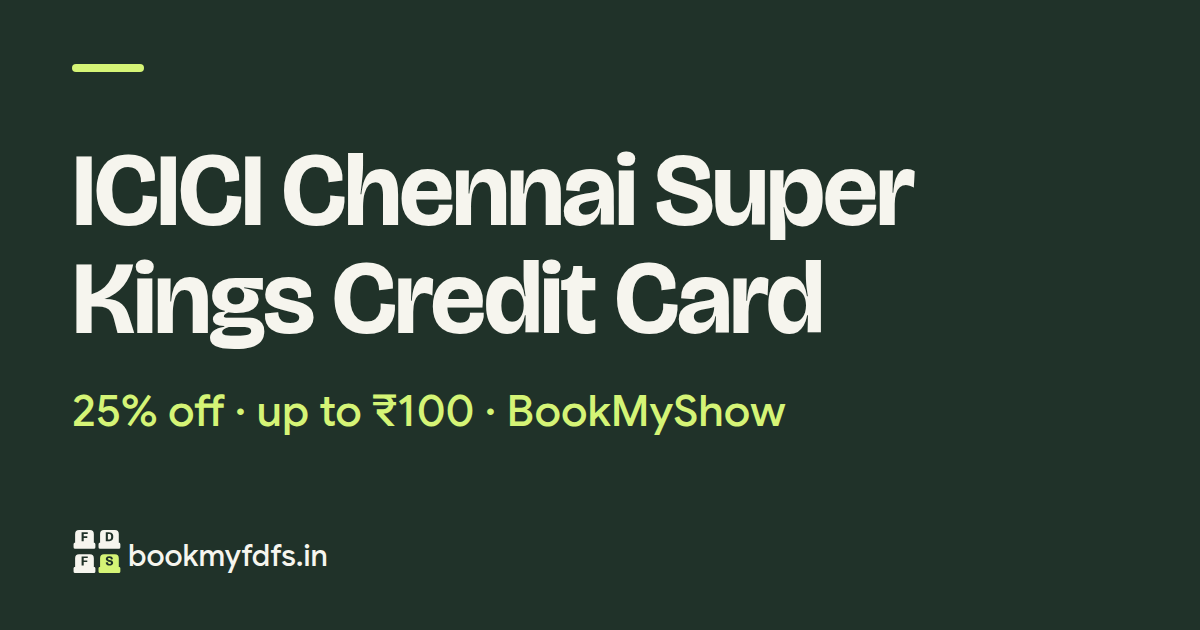 ICICI Chennai Super
Kings Credit Card
25% off · up to ₹100 · BookMyShow
F D
F S
bookmyfdfs.in